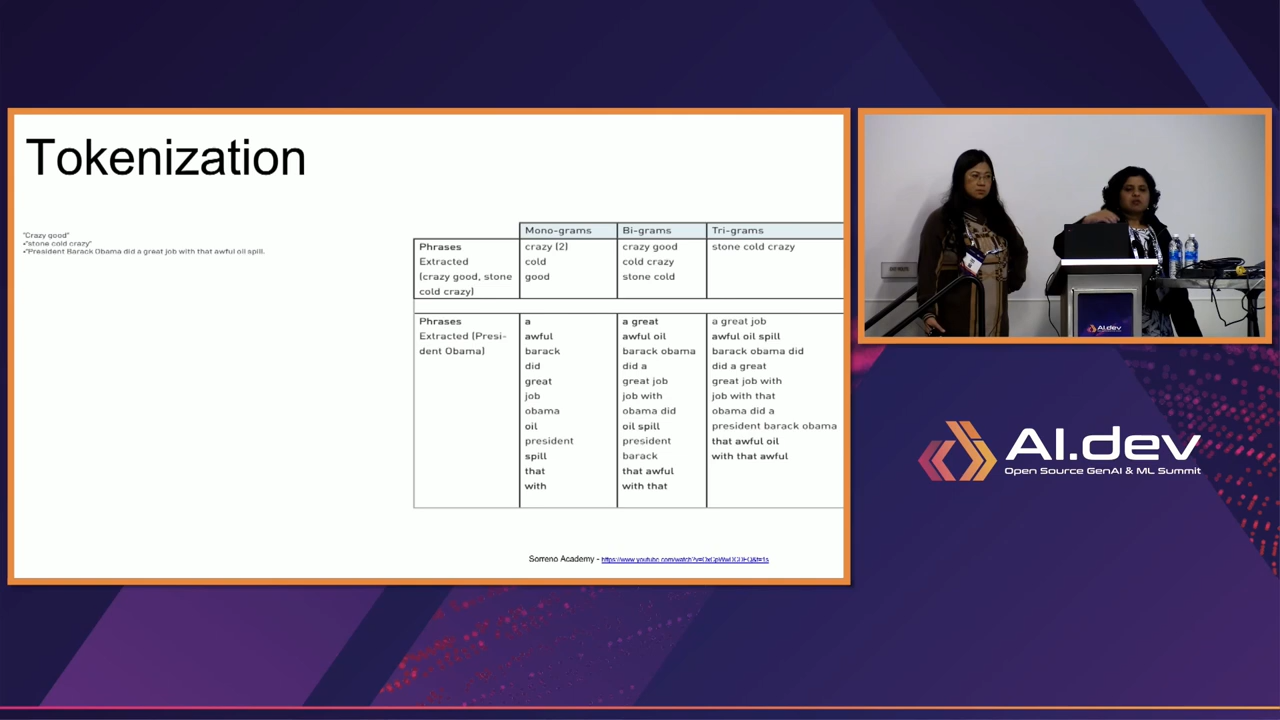 Tokenization
"Crazy good"
•"stone cold crazy"
•"President Barack Obama did a great job with that awful oil spill.
Mono-grams Bi-grams Tri-grams
Phrases crazy (2) crazy good stone cold crazy
Extracted cold cold crazy
(crazy good, stone good stone cold
cold crazy)
Phrases a a great a great job
Extracted (Presi- awful awful oil awful oil spill
dent Obama) barack barack obama barack obama did
did did a did a great
great great job great job with
job job with job with that
obama obama did obama did a
oil oil spill president barack obama
president president that awful oil
spill barack with that awful
that that awful
with with that
Sorreno Academy -
AI.dev
Open Source GenAI & ML Summit
AI.dev